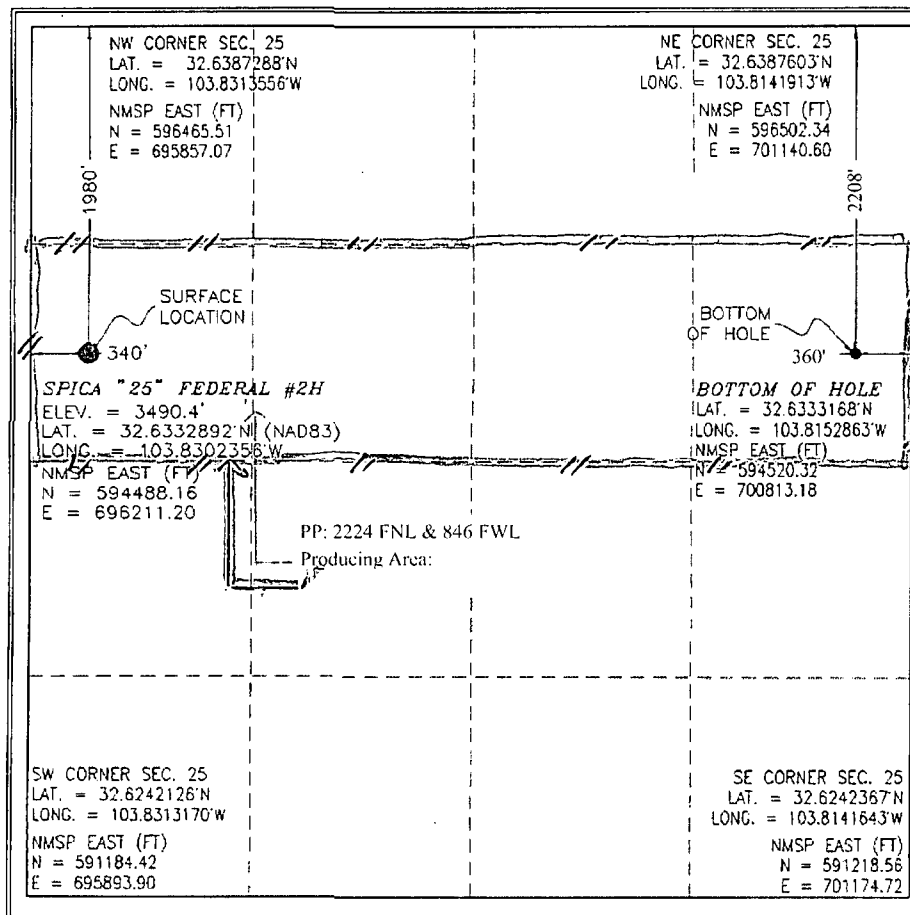 NW CORNER SEC. 25
LAT. = 32.6387288'N
LONG. = 103.8313556'W
NMSP EAST (FT)
N = 596465.51
E = 695857.07
NE CORNER SEC. 25
LAT. = 32.6387603'N
LONG. = 103.8141913'W
NMSP EAST (FT)
N = 596502.34
E = 701140.60
1980'
2208'
SURFACE
LOCATION
340'
BOTTOM
OF HOLE
360'
SPICA "25" FEDERAL #2H
ELEV. = 3490.4'
LAT. = 32.6332892'N (NAD83)
LONG. = 103.8302356'W
NMSP EAST (FT)
N = 594488.16
E = 696211.20
BOTTOM OF HOLE
LAT. = 32.6333168'N
LONG. = 103.8152863'W
NMSP EAST (FT)
N = 594520.32
E = 700813.18
PP: 2224 FNL & 846 FWL
Producing Area:
SW CORNER SEC. 25
LAT. = 32.6242126'N
LONG. = 103.8313170'W
NMSP EAST (FT)
N = 591184.42
E = 695893.90
SE CORNER SEC. 25
LAT. = 32.6242367'N
LONG. = 103.8141643'W
NMSP EAST (FT)
N = 591218.56
E = 701174.72